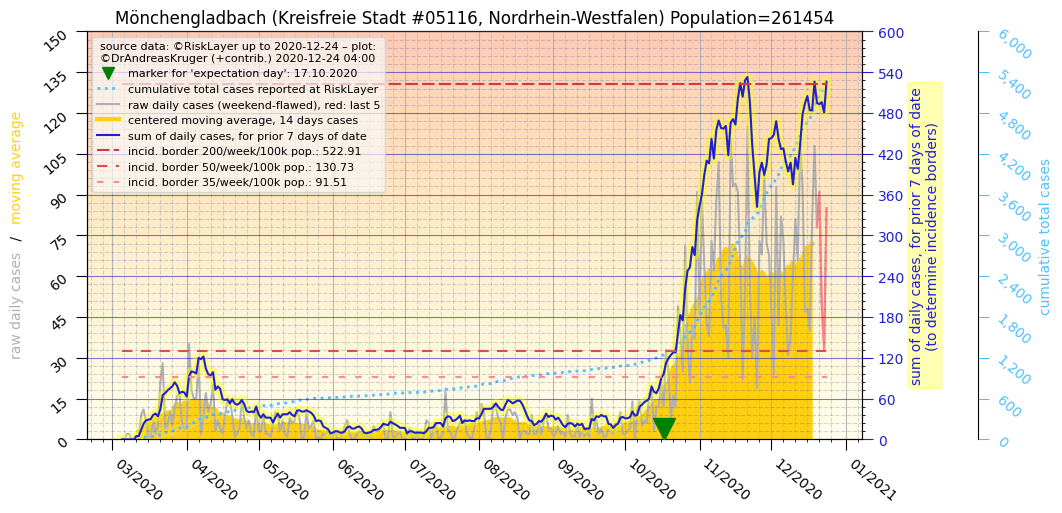 Mönchengladbach (Kreisfreie Stadt #05116, Nordrhein-Westfalen) Population=261454
source data: ©RiskLayer up to 2020-12-24 – plot:
©DrAndreasKruger (+contrib.) 2020-12-24 04:00
marker for 'expectation day': 17.10.2020
cumulative total cases reported at RiskLayer
raw daily cases (weekend-flawed), red: last 5
centered moving average, 14 days cases
sum of daily cases, for prior 7 days of date
incid. border 200/week/100k pop.: 522.91
incid. border 50/week/100k pop.: 130.73
incid. border 35/week/100k pop.: 91.51
raw daily cases / moving average
150
135
120
105
90
75
60
45
30
15
0
03/2020
04/2020
05/2020
06/2020
07/2020
08/2020
09/2020
10/2020
11/2020
12/2020
01/2021
600
540
480
420
360
300
240
180
120
60
0
sum of daily cases, for prior 7 days of date
(to determine incidence borders)
6,000
5,400
4,800
4,200
3,600
3,000
2,400
1,800
1,200
600
0
cumulative total cases